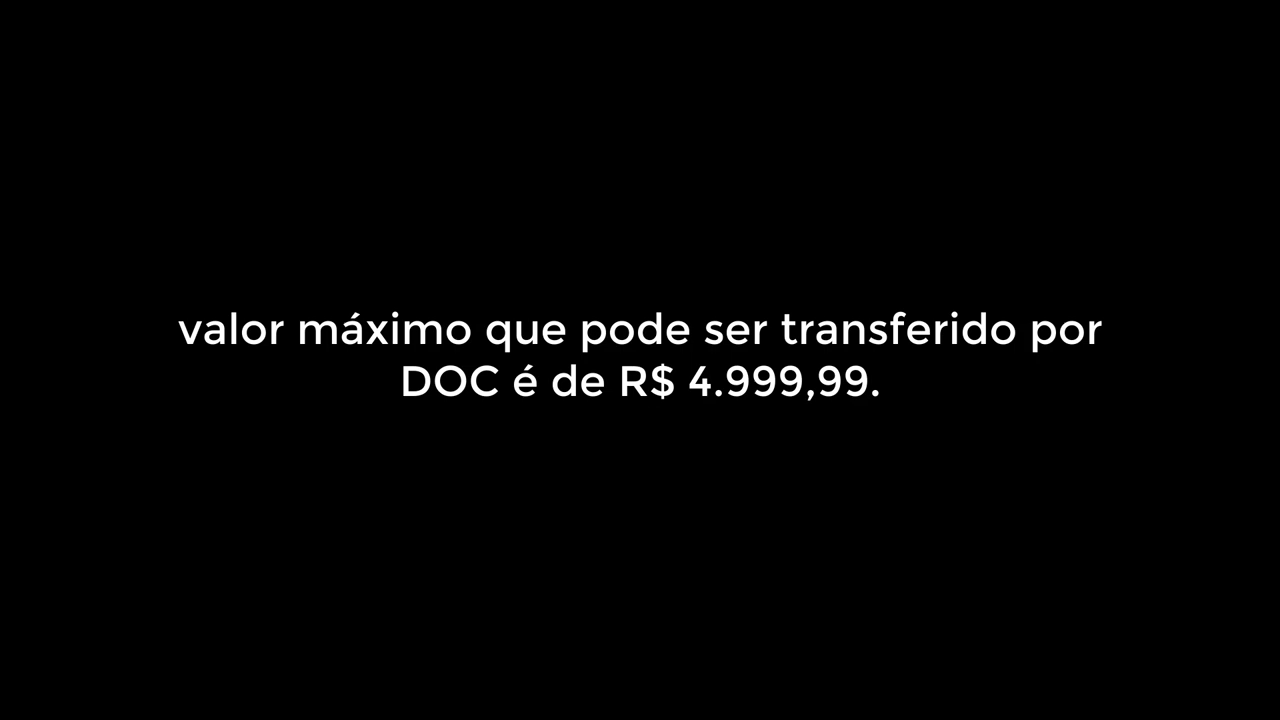 valor máximo que pode ser transferido por
DOC é de R$ 4.999,99.